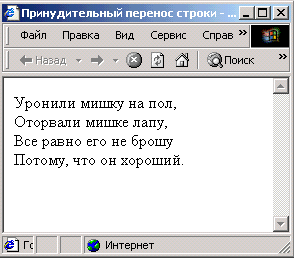 Принудительный перенос строки - ...
Файл Правка Вид Сервис Справ »
Назад » Поиск »
Уронили мишку на пол,
Оторвали мишке лапу,
Все равно его не брошу
Потому, что он хороший.
Интернет